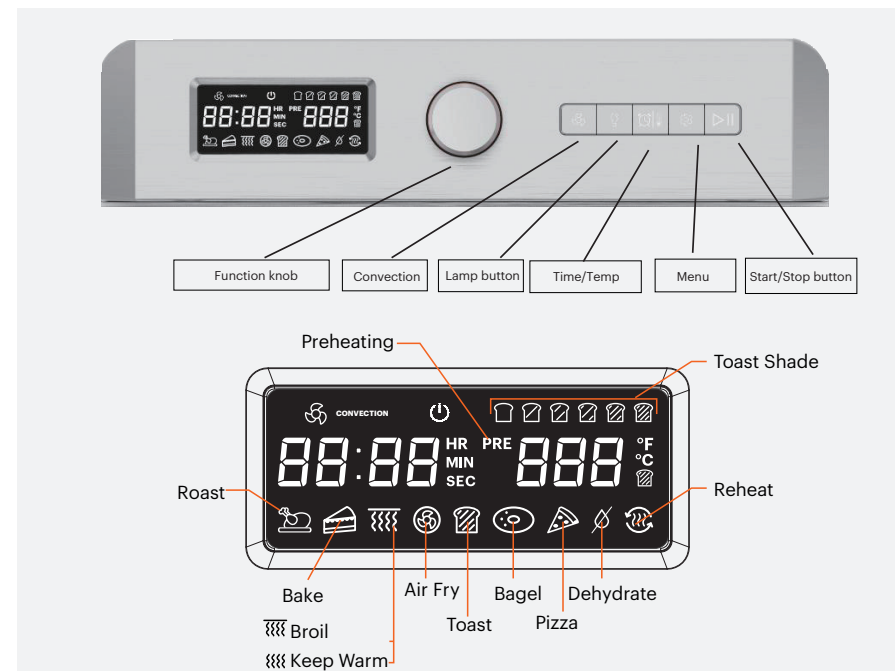 CONVECTION
88:88 HR MIN SEC PRE 888 °F °C
Function knob
Convection
Lamp button
Time/Temp
Menu
Start/Stop button
Preheating
Toast Shade
CONVECTION
88:88 HR MIN SEC PRE 888 °F °C
Roast
Reheat
Bake
Air Fry
Toast
Bagel
Pizza
Dehydrate
Broil
Keep Warm